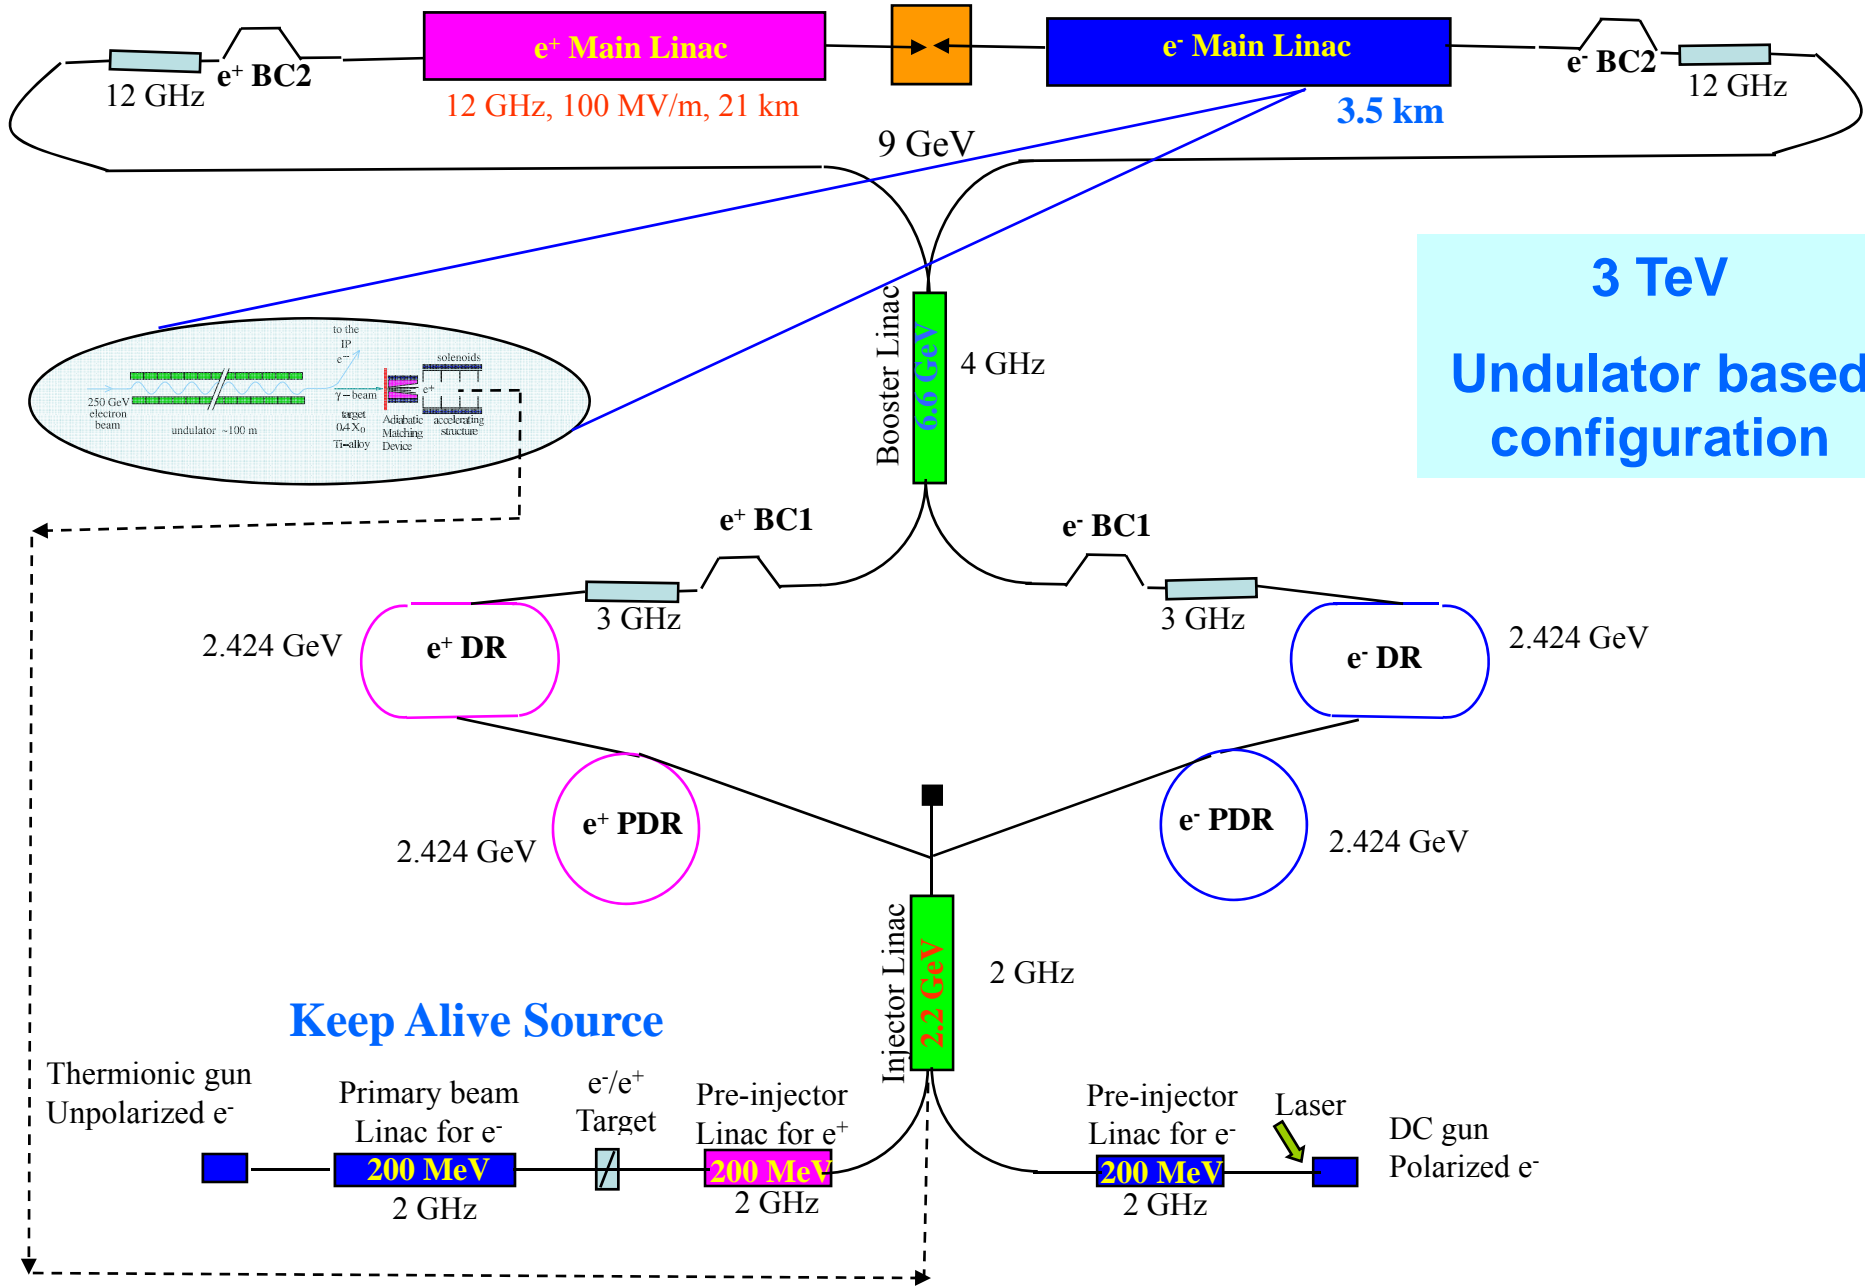 e⁺ Main Linac
e⁻ Main Linac
e⁺ BC2
e⁻ BC2
12 GHz
12 GHz
12 GHz, 100 MV/m, 21 km
3.5 km
9 GeV
3 TeV
Undulator based
configuration
Booster Linac
6.6 GeV
4 GHz
to the
IP
e⁻
solenoids
e⁺
250 GeV
electron
beam
undulator ~100 m
γ-beam
target
0.4 X₀
Ti-alloy
Adiabatic
Matching
Device
accelerating
structure
e⁺ BC1
e⁻ BC1
3 GHz
3 GHz
2.424 GeV
e⁺ DR
e⁻ DR
2.424 GeV
e⁺ PDR
e⁻ PDR
2.424 GeV
2.424 GeV
Injector Linac
2.2 GeV
2 GHz
Keep Alive Source
Thermionic gun
Unpolarized e⁻
Primary beam
Linac for e⁻
200 MeV
2 GHz
e⁻/e⁺
Target
Pre-injector
Linac for e⁺
200 MeV
2 GHz
Pre-injector
Linac for e⁻
200 MeV
2 GHz
Laser
DC gun
Polarized e⁻